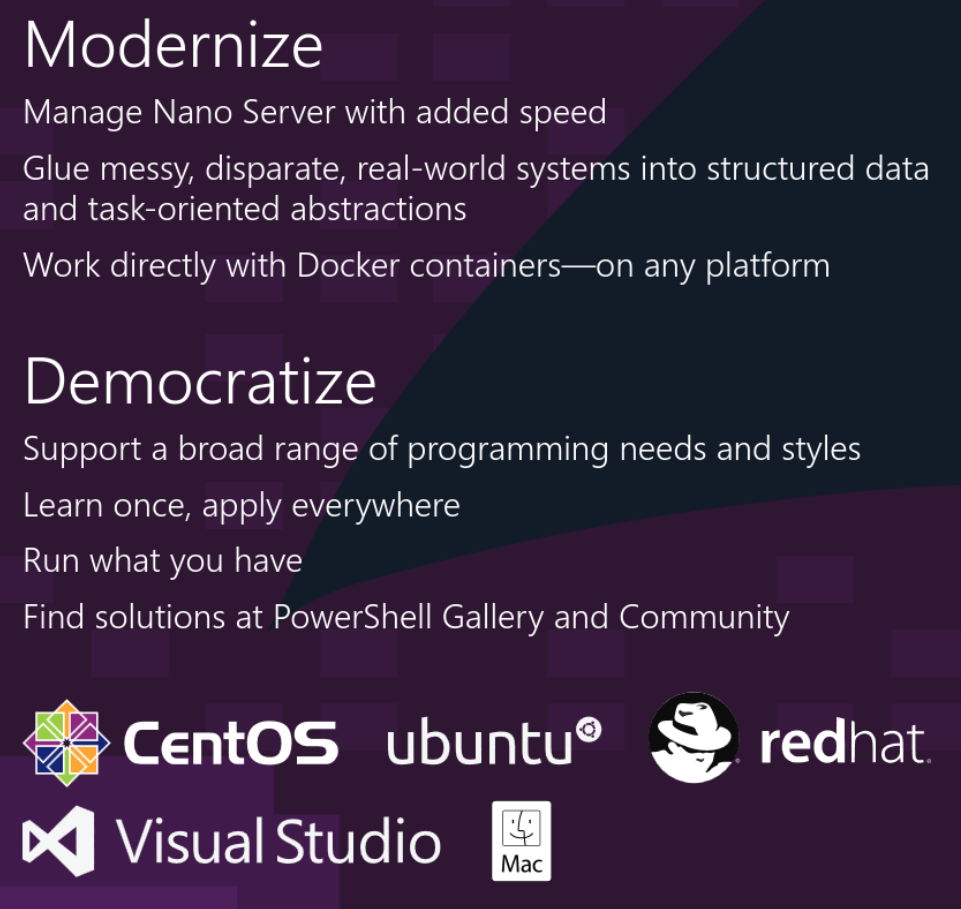 Modernize
Manage Nano Server with added speed
Glue messy, disparate, real-world systems into structured data
and task-oriented abstractions
Work directly with Docker containers—on any platform
Democratize
Support a broad range of programming needs and styles
Learn once, apply everywhere
Run what you have
Find solutions at PowerShell Gallery and Community
CentOS ubuntu® redhat.
Visual Studio Mac